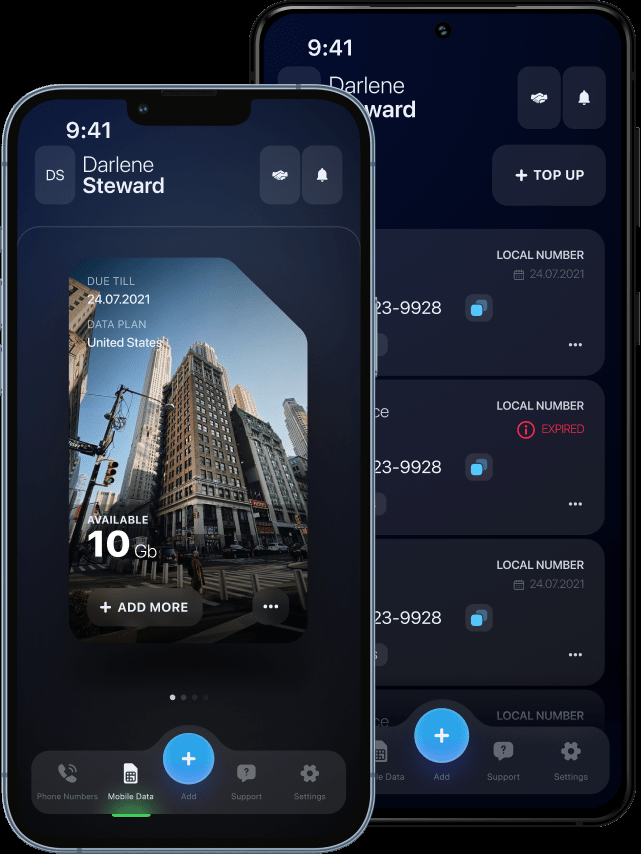 9:41
DS
Darlene
Steward
DUE TILL
24.07.2021
DATA PLAN
United States
AVAILABLE
10 Gb
+ ADD MORE
Phone Numbers
Mobile Data
Add
Support
Settings
9:41
Darlene
Steward
+ TOP UP
LOCAL NUMBER
24.07.2021
23-9928
LOCAL NUMBER
EXPIRED
23-9928
LOCAL NUMBER
24.07.2021
23-9928
LOCAL NUMBER
Data
Add
Support
Settings